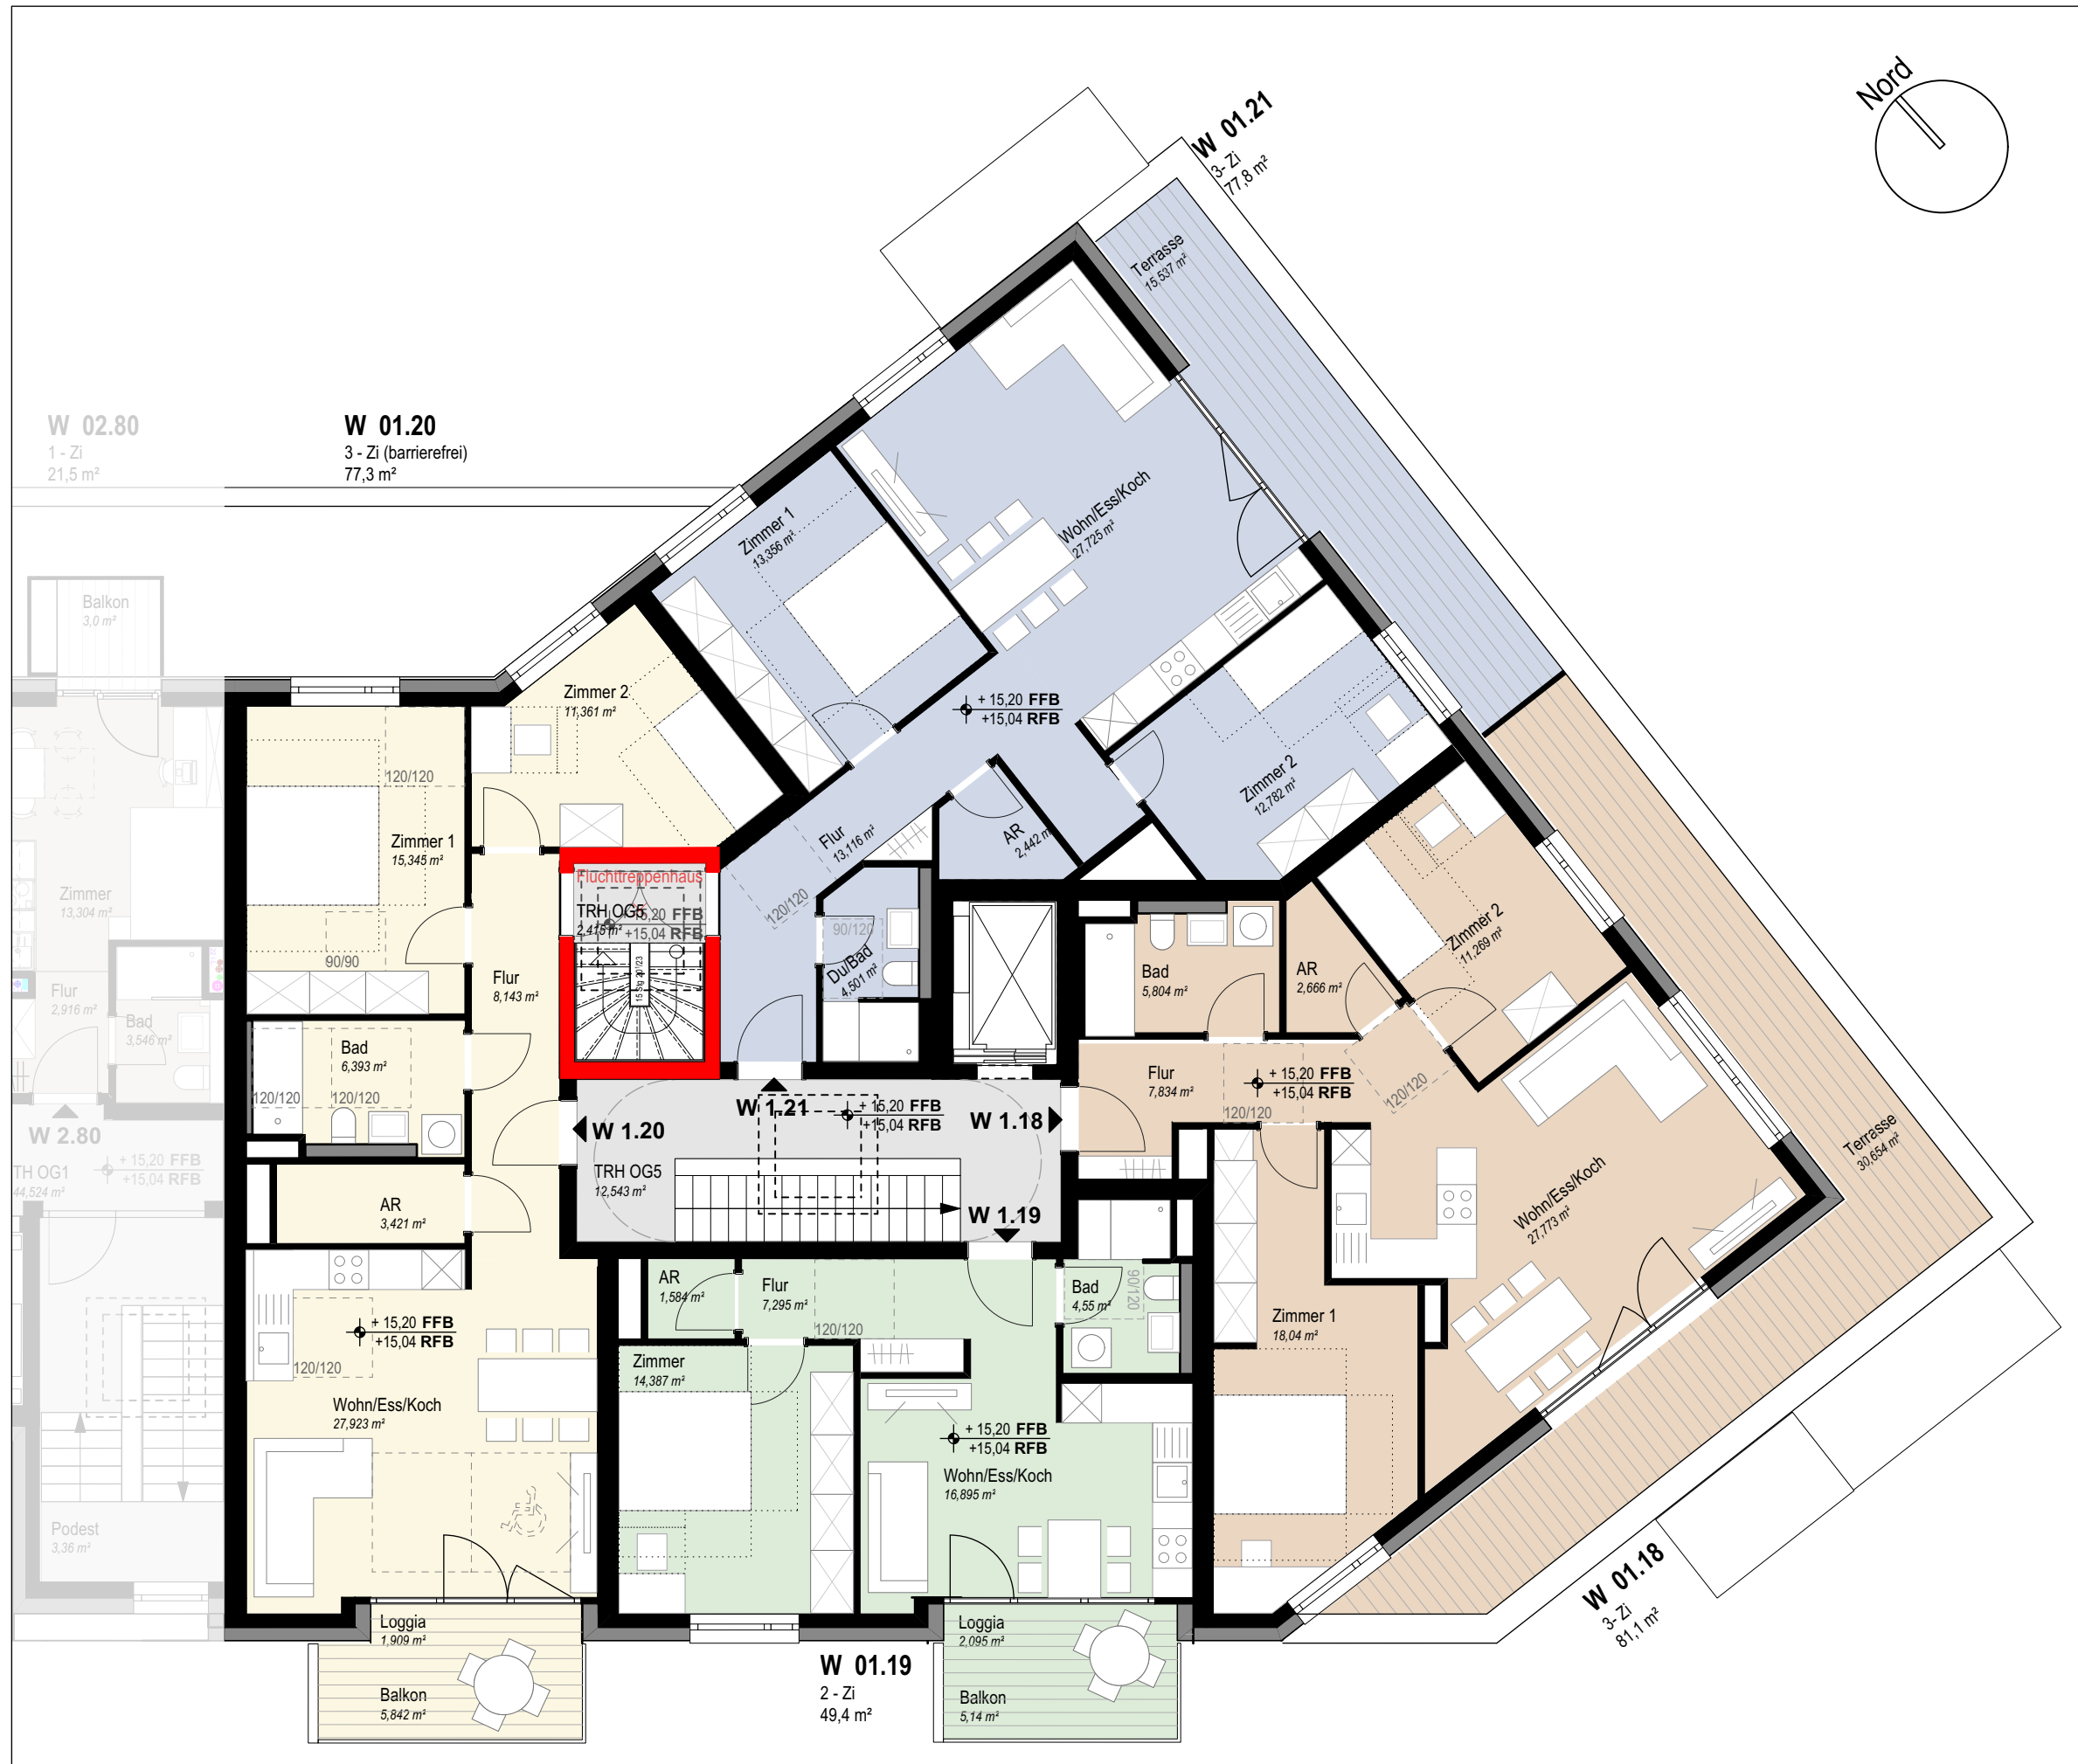 Nord
W 01.21
3- Zi
77,8 m²
Terrasse
15,537 m²
W 02.80
1 - Zi
21,5 m²
W 01.20
3 - Zi (barrierefrei)
77,3 m²
Wohn/Ess/Koch
27,725 m²
Zimmer 1
13,356 m²
Balkon
3,0 m²
Zimmer 2
11,361 m²
+ 15,20 FFB
+15,04 RFB
120/120
Zimmer 2
12,782 m²
Zimmer 1
15,345 m²
Flur
13,116 m²
AR
2,442 m
Zimmer
13,304 m²
Fluchttreppenhaus
TRH OG5
2,415 m²
+ 15,20 FFB
+15,04 RFB
15 Stg 20/23
120/120
90/120
Du/Bad
4,501 m²
Zimmer 2
11,269 m²
90/90
Flur
8,143 m²
Bad
5,804 m²
AR
2,666 m²
Flur
2,916 m²
Bad
3,546 m²
Bad
6,393 m²
120/120
120/120
Flur
7,834 m²
+ 15,20 FFB
+15,04 RFB
120/120
120/120
W 1.21
+ 15,20 FFB
+15,04 RFB
W 1.20
W 1.18
W 2.80
TH OG1
44,524 m²
+ 15,20 FFB
+15,04 RFB
TRH OG5
12,543 m²
Terrasse
30,654 m²
AR
3,421 m²
W 1.19
Wohn/Ess/Koch
27,773 m²
AR
1,584 m²
Flur
7,295 m²
Bad
4,55 m²
90/120
120/120
+ 15,20 FFB
+15,04 RFB
120/120
Zimmer 1
18,04 m²
Zimmer
14,387 m²
Wohn/Ess/Koch
27,923 m²
+ 15,20 FFB
+15,04 RFB
Wohn/Ess/Koch
16,895 m²
Podest
3,36 m²
W 01.18
3- Zi
81,1 m²
Loggia
1,909 m²
Loggia
2,095 m²
W 01.19
2 - Zi
49,4 m²
Balkon
5,842 m²
Balkon
5,14 m²